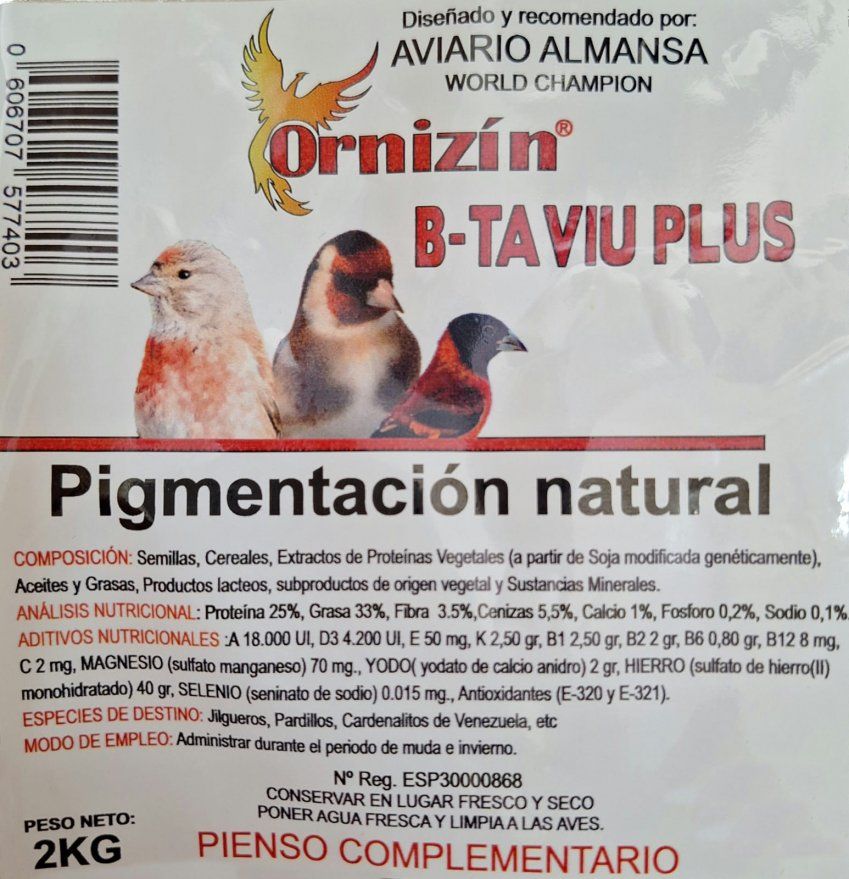 Diseñado y recomendado por:
AVIARIO ALMANSA
WORLD CHAMPION
0 606707 577403
Ornizín®
B-TA VIU PLUS
Pigmentación natural
COMPOSICIÓN: Semillas, Cereales, Extractos de Proteínas Vegetales (a partir de Soja modificada genéticamente),
Aceites y Grasas, Productos lacteos, subproductos de origen vegetal y Sustancias Minerales.
ANÁLISIS NUTRICIONAL: Proteína 25%, Grasa 33%, Fibra 3.5%,Cenizas 5,5%, Calcio 1%, Fosforo 0,2%, Sodio 0,1%
ADITIVOS NUTRICIONALES :A 18.000 UI, D3 4.200 UI, E 50 mg, K 2,50 gr, B1 2,50 gr, B2 2 gr, B6 0,80 gr, B12 8 mg,
C 2 mg, MAGNESIO (sulfato manganeso) 70 mg., YODO( yodato de calcio anidro) 2 gr, HIERRO (sulfato de hierro(II)
monohidratado) 40 gr, SELENIO (seninato de sodio) 0.015 mg., Antioxidantes (E-320 y E-321).
ESPECIES DE DESTINO: Jilgueros, Pardillos, Cardenalitos de Venezuela, etc
MODO DE EMPLEO: Administrar durante el periodo de muda e invierno.
Nº Reg. ESP30000868
CONSERVAR EN LUGAR FRESCO Y SECO
PONER AGUA FRESCA Y LIMPIA A LAS AVES.
PESO NETO:
2KG
PIENSO COMPLEMENTARIO